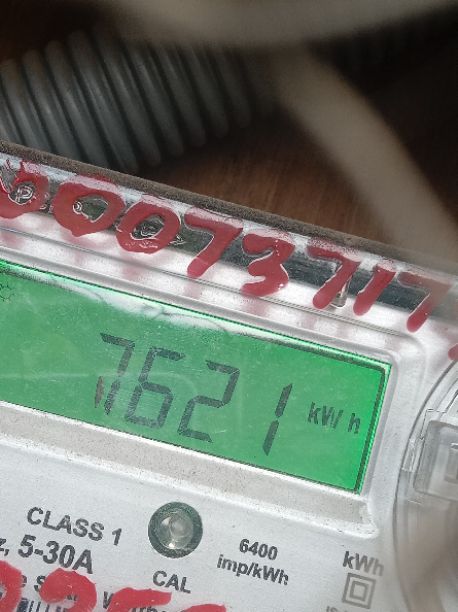 00073717
7621 kWh
CLASS 1
6400
imp/kWh
kWh
z, 5-30A
CAL